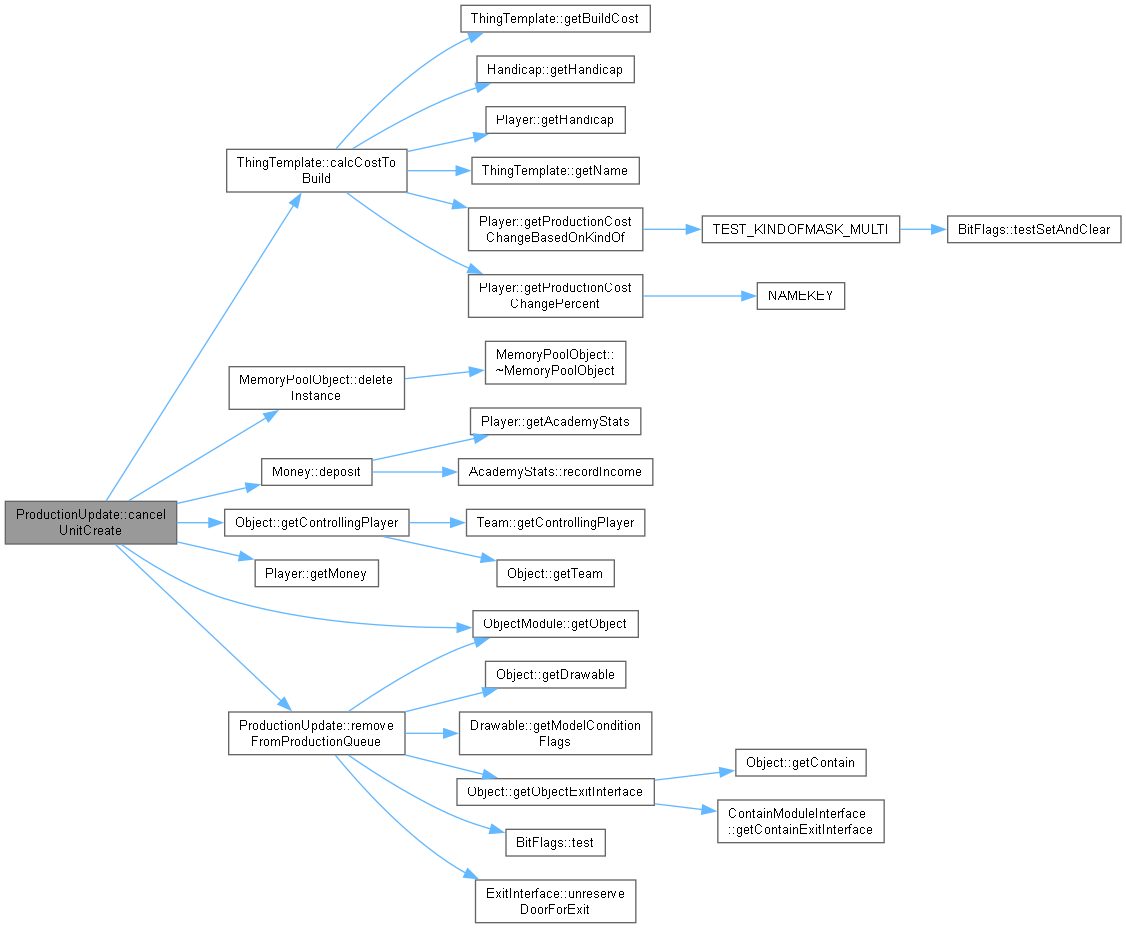 ThingTemplate::getBuildCost
Handicap::getHandicap
Player::getHandicap
ThingTemplate::calcCostTo
Build
ThingTemplate::getName
Player::getProductionCost
ChangeBasedOnKindOf
TEST_KINDOFMASK_MULTI
BitFlags::testSetAndClear
Player::getProductionCost
ChangePercent
NAMEKEY
MemoryPoolObject::
~MemoryPoolObject
MemoryPoolObject::delete
Instance
Player::getAcademyStats
Money::deposit
AcademyStats::recordIncome
ProductionUpdate::cancel
UnitCreate
Object::getControllingPlayer
Team::getControllingPlayer
Player::getMoney
Object::getTeam
ObjectModule::getObject
Object::getDrawable
ProductionUpdate::remove
FromProductionQueue
Drawable::getModelCondition
Flags
Object::getContain
Object::getObjectExitInterface
ContainModuleInterface
::getContainExitInterface
BitFlags::test
ExitInterface::unreserve
DoorForExit